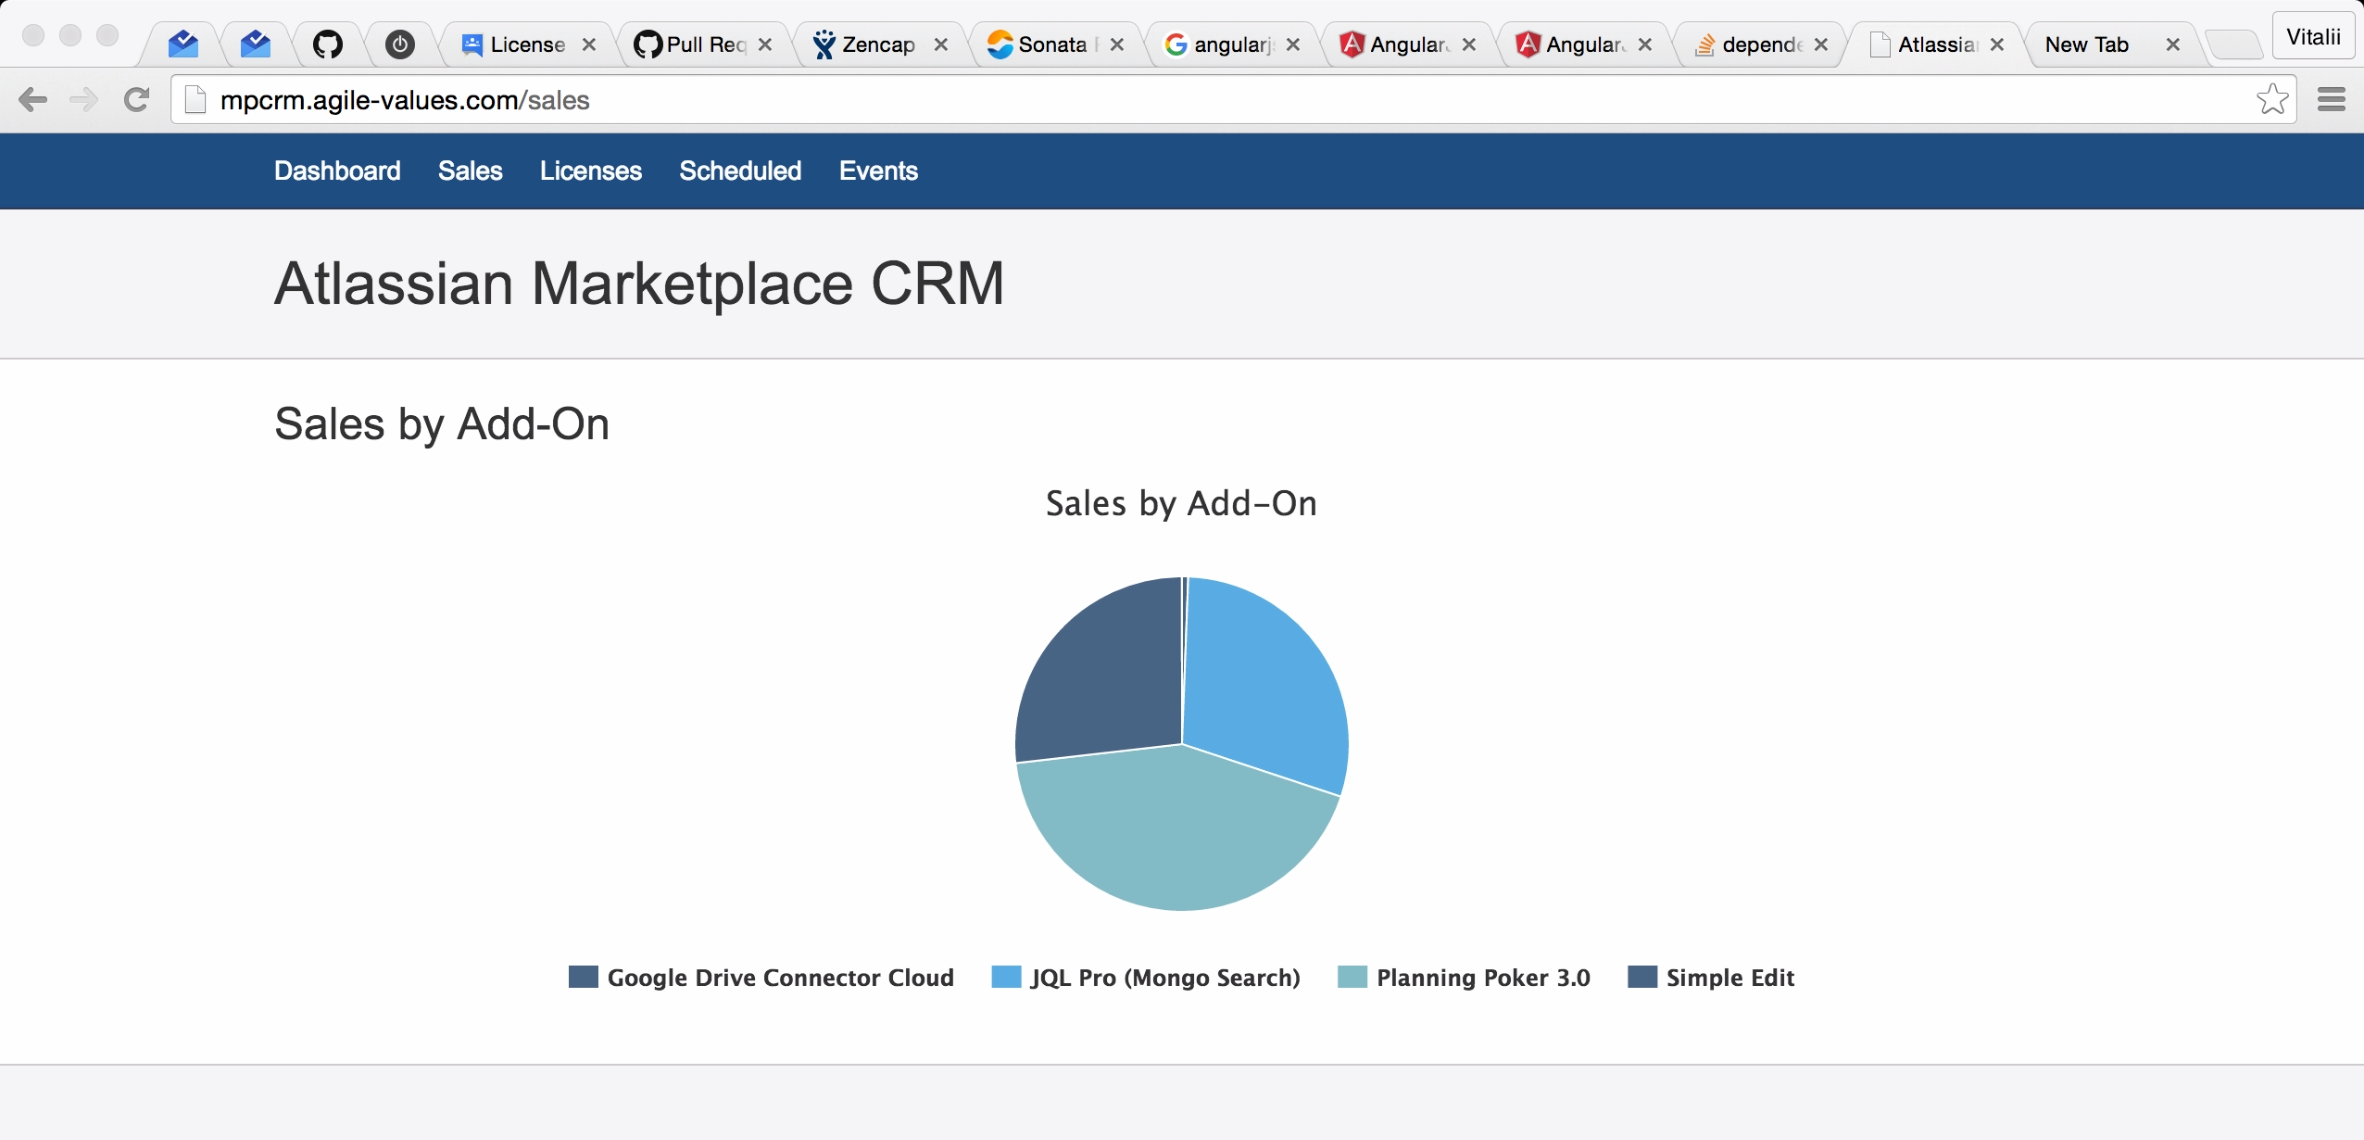 License Pull Req Zencap Sonata angularj Angular. Angular. depend Atlassian New Tab Vitalii
mpcrm.agile-values.com/sales
Dashboard Sales Licenses Scheduled Events
Atlassian Marketplace CRM
Sales by Add-On
Sales by Add-On
Google Drive Connector Cloud JQL Pro (Mongo Search) Planning Poker 3.0 Simple Edit